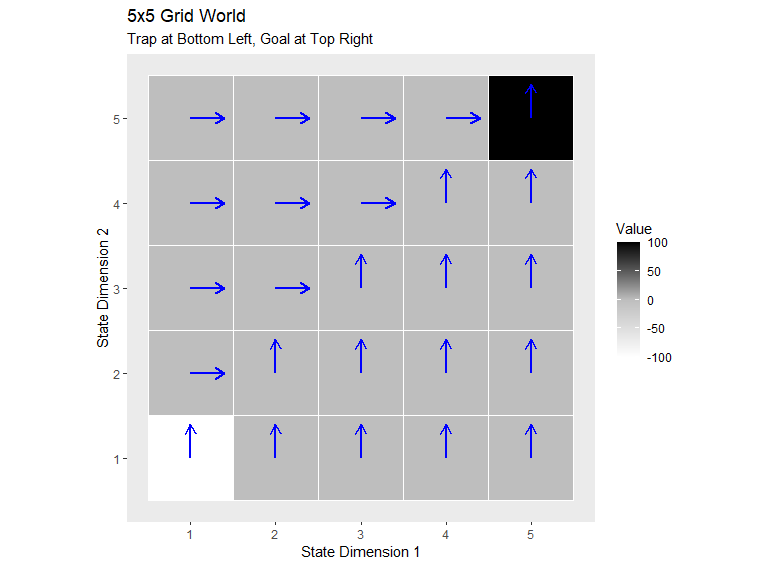 5x5 Grid World
Trap at Bottom Left, Goal at Top Right
State Dimension 2
5
4
3
2
1
1 2 3 4 5
State Dimension 1
Value
100
50
0
-50
-100